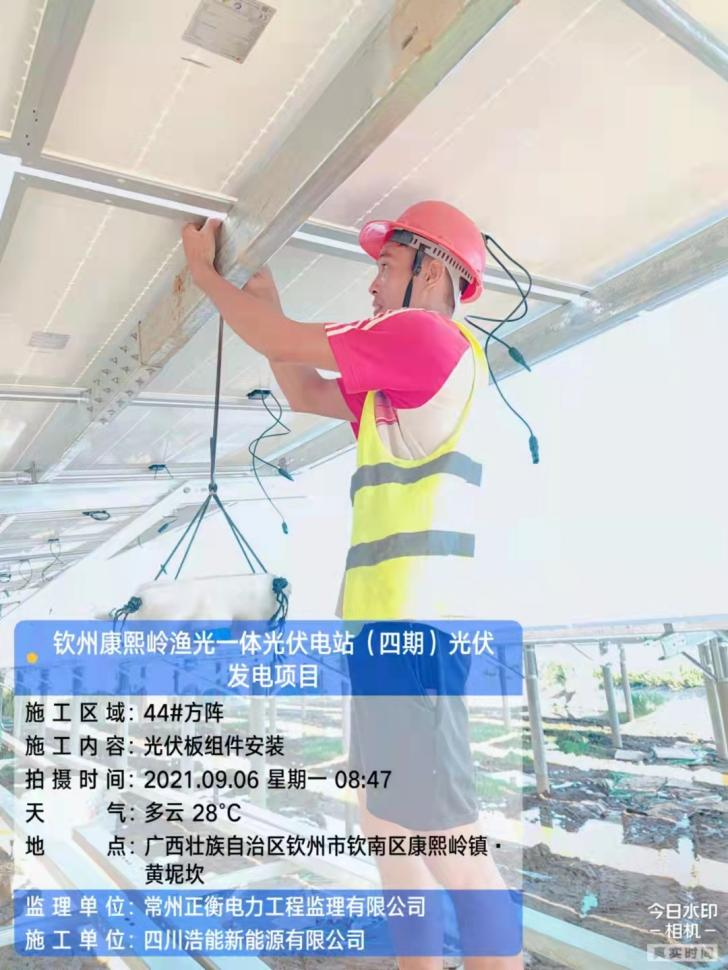 钦州康熙岭渔光一体光伏电站（四期）光伏
发电项目
施工区域：44#方阵
施工内容：光伏板组件安装
拍摄时间：2021.09.06 星期一 08:47
天气：多云 28°C
地点：广西壮族自治区钦州市钦南区康熙岭镇·
黄坭坎
监理单位：常州正衡电力工程监理有限公司
施工单位：四川浩能新能源有限公司
今日水印
相机
真实时间